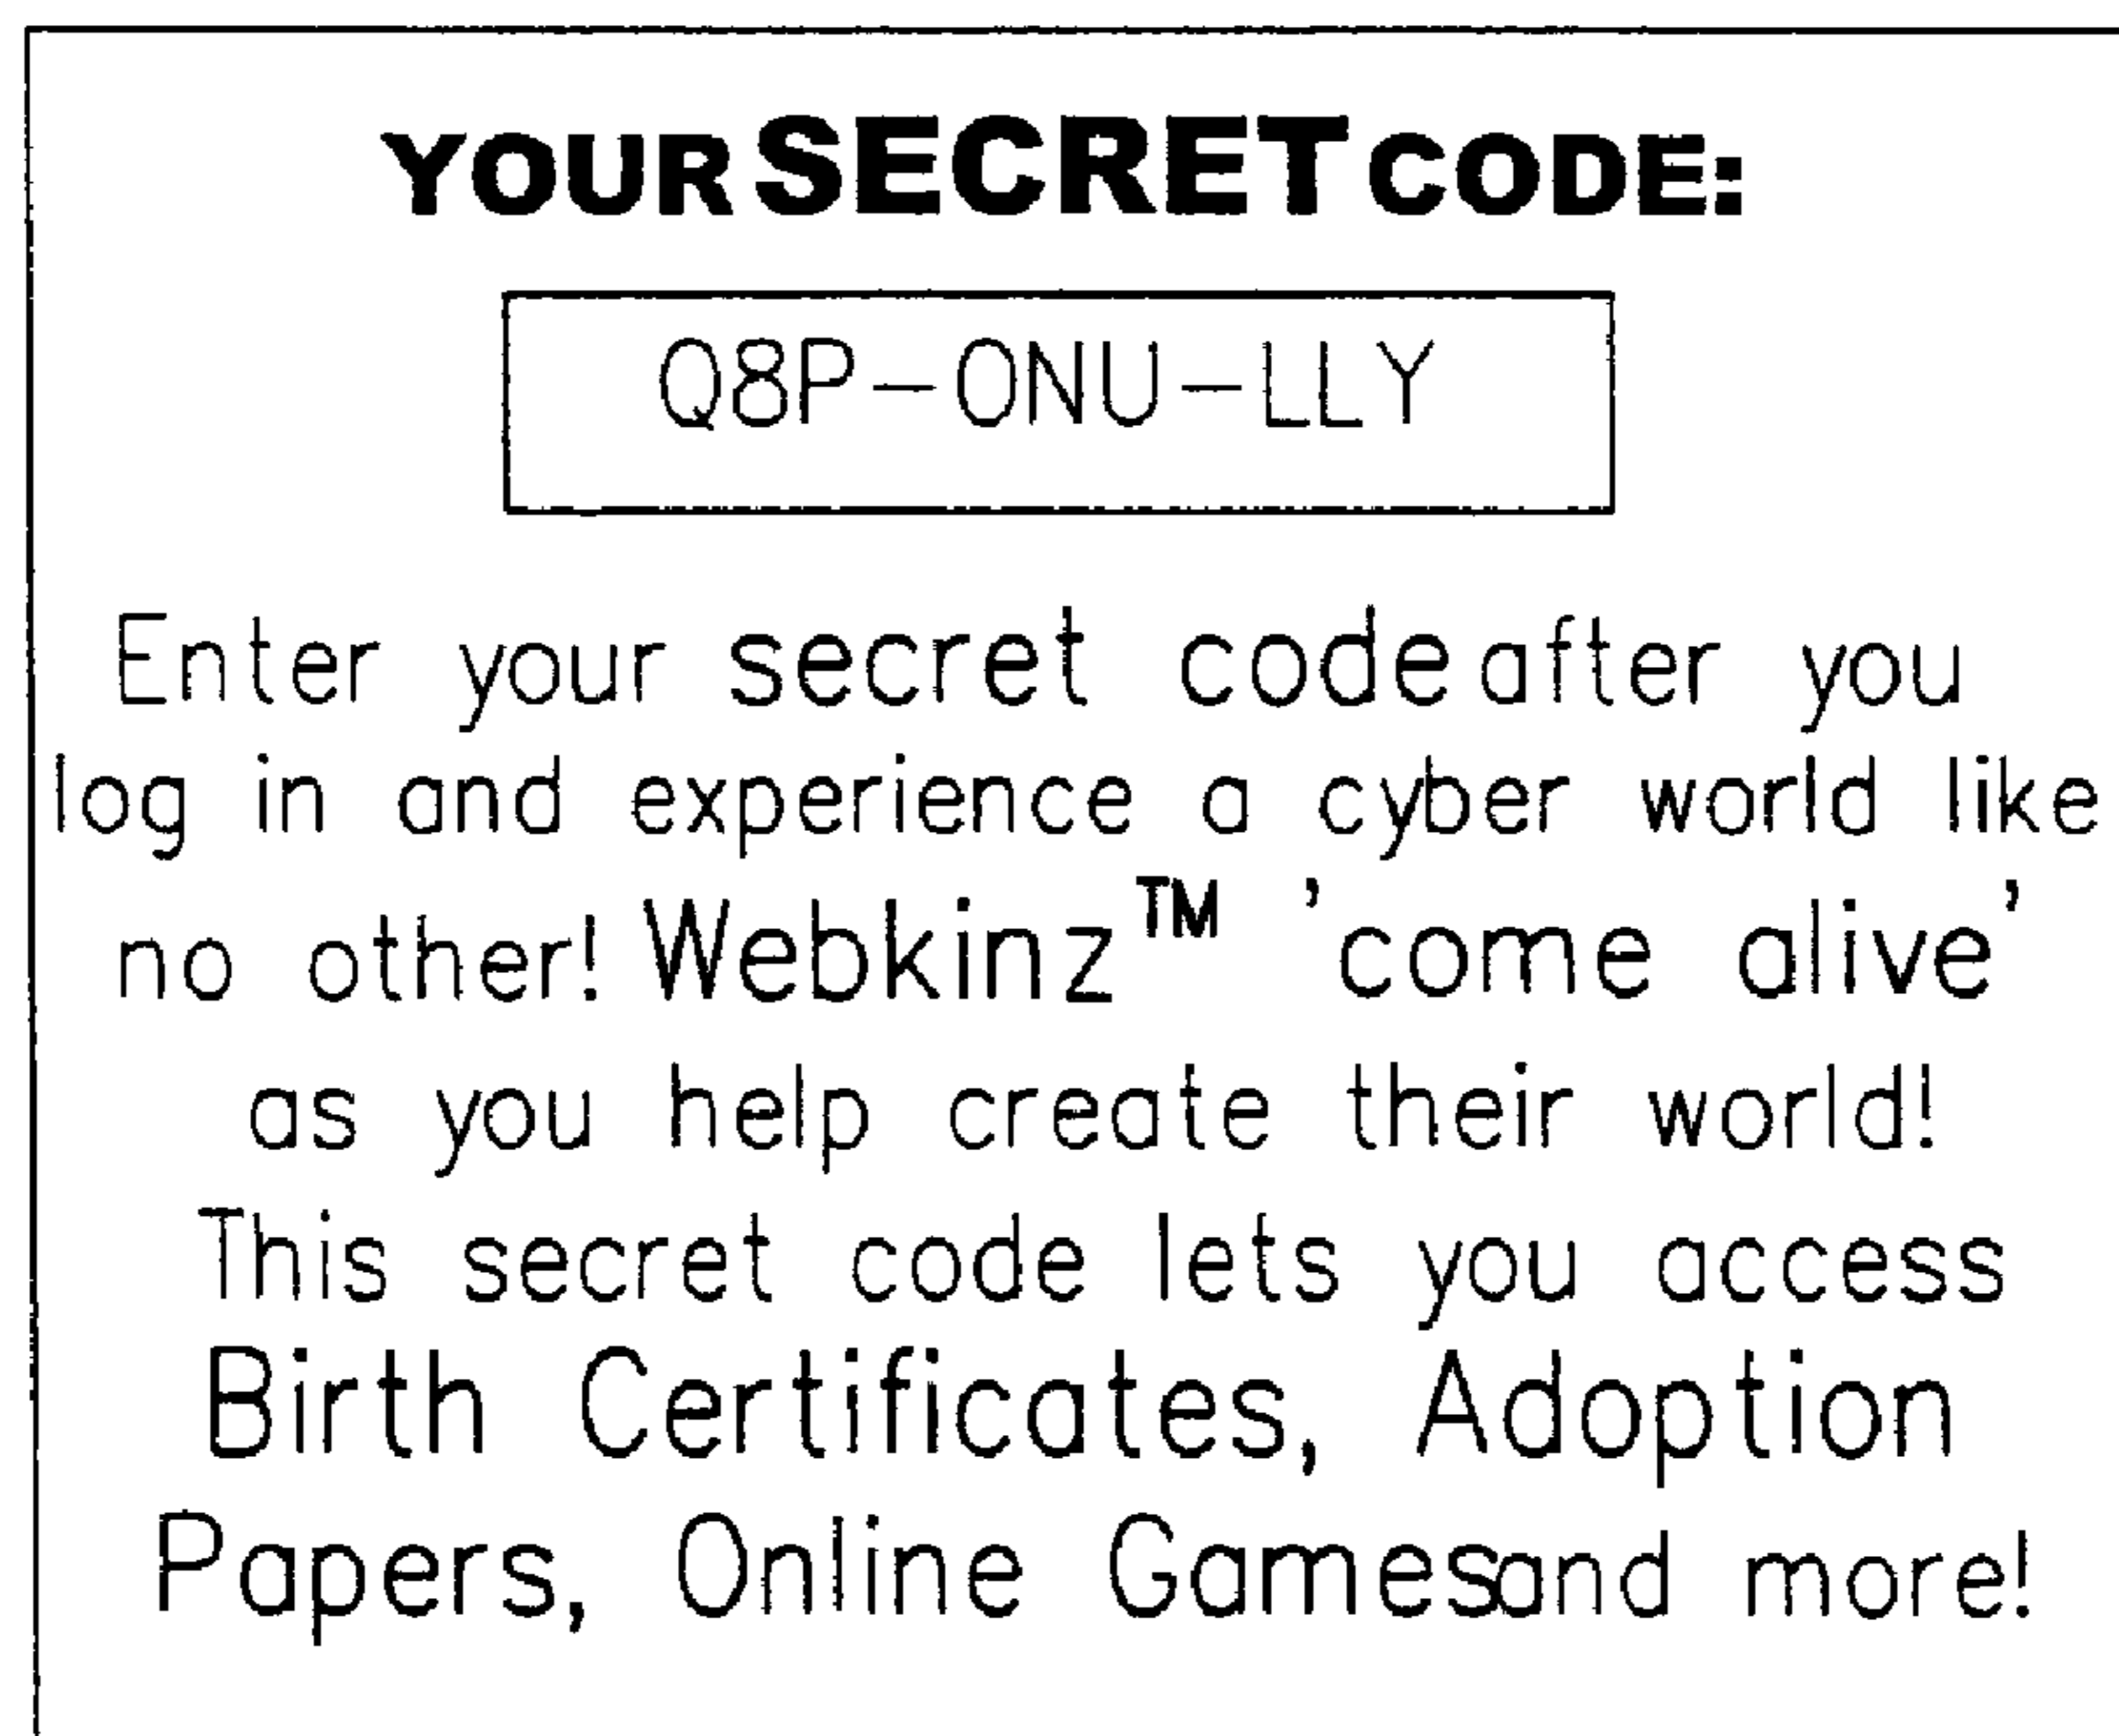 YOUR SECRET CODE:
Q8P-ONU-LLY
Enter your secret code after you
log in and experience a cyber world like
no other! Webkinz™ 'come alive'
as you help create their world!
This secret code lets you access
Birth Certificates, Adoption
Papers, Online Games and more!